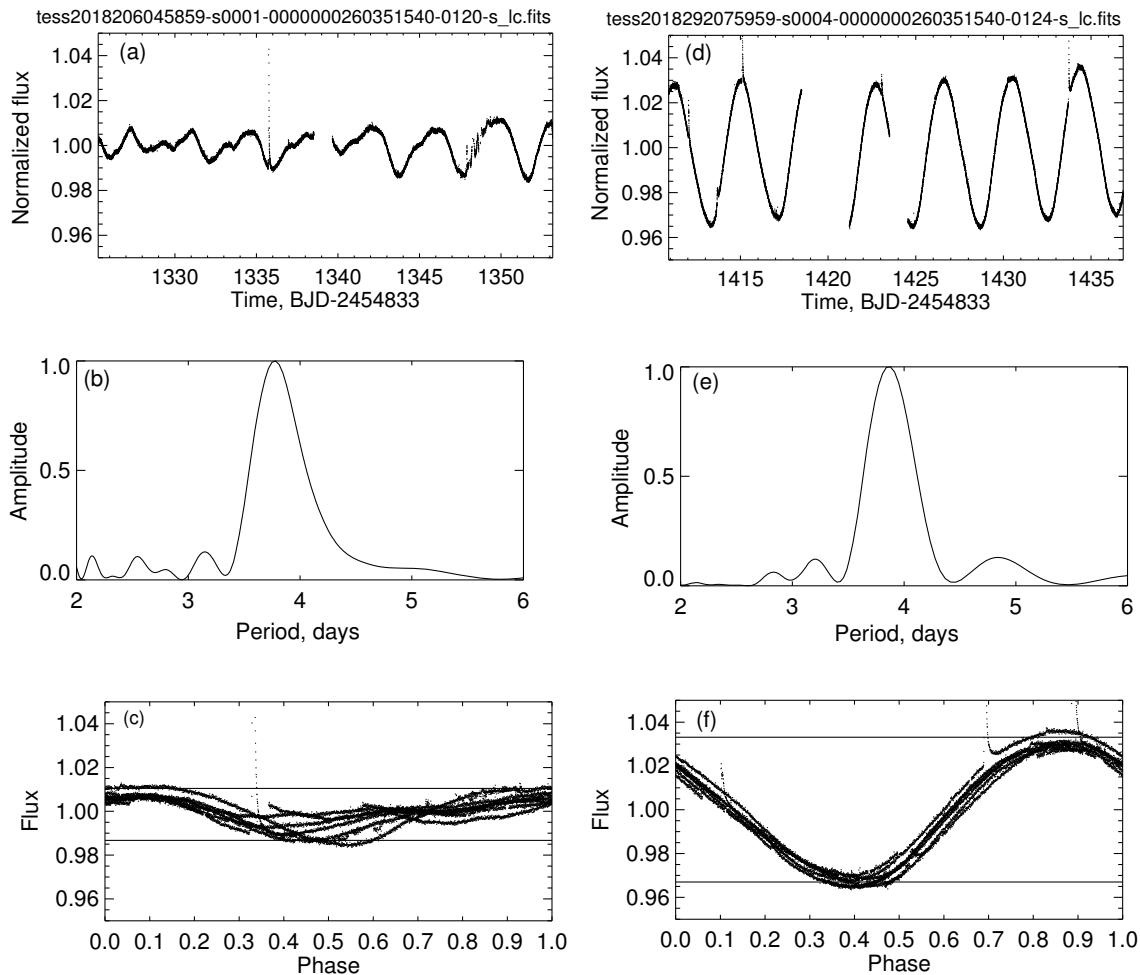 tess2018206045859-s0001-0000000260351540-0120-s_lc.fits
(a)
Normalized flux
1.04
1.02
1.00
0.98
0.96
1330 1335 1340 1345 1350
Time, BJD-2454833
tess2018292075959-s0004-0000000260351540-0124-s_lc.fits
(d)
Normalized flux
1.04
1.02
1.00
0.98
0.96
1415 1420 1425 1430 1435
Time, BJD-2454833
(b)
Amplitude
1.0
0.5
0.0
2 3 4 5 6
Period, days
(e)
Amplitude
1.0
0.5
0.0
2 3 4 5 6
Period, days
(c)
Flux
1.04
1.02
1.00
0.98
0.96
0.0 0.1 0.2 0.3 0.4 0.5 0.6 0.7 0.8 0.9 1.0
Phase
(f)
Flux
1.04
1.02
1.00
0.98
0.96
0.0 0.1 0.2 0.3 0.4 0.5 0.6 0.7 0.8 0.9 1.0
Phase